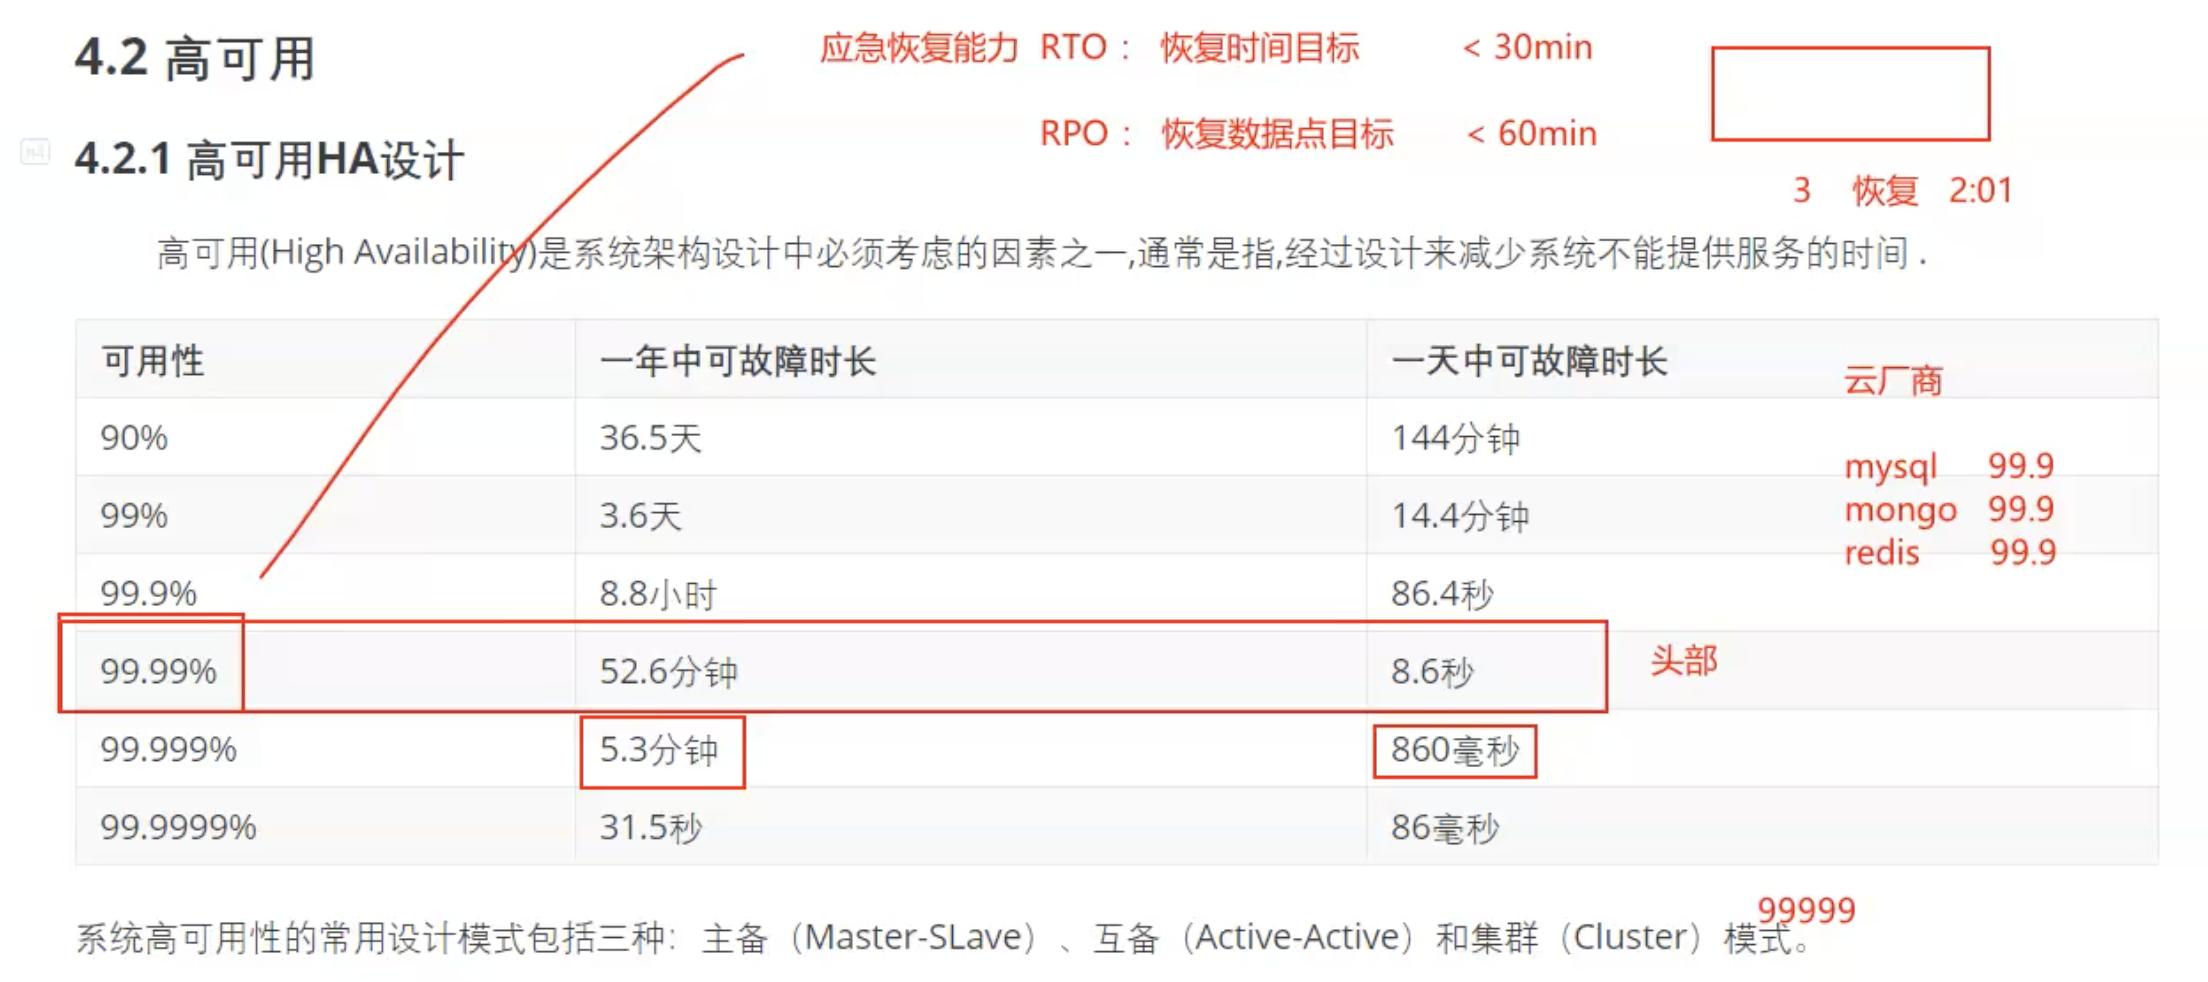 4.2 高可用
应急恢复能力 RTO： 恢复时间目标 < 30min
RPO： 恢复数据点目标 < 60min
4.2.1 高可用HA设计
3 恢复 2:01
高可用(High Availability)是系统架构设计中必须考虑的因素之一,通常是指,经过设计来减少系统不能提供服务的时间 .
可用性 一年中可故障时长 一天中可故障时长
云厂商
90% 36.5天 144分钟
mysql 99.9
99% 3.6天 14.4分钟
mongo 99.9
redis 99.9
99.9% 8.8小时 86.4秒
99.99% 52.6分钟 8.6秒 头部
99.999% 5.3分钟 860毫秒
99.9999% 31.5秒 86毫秒
99999
系统高可用性的常用设计模式包括三种：主备（Master-SLave）、互备（Active-Active）和集群（Cluster）模式。